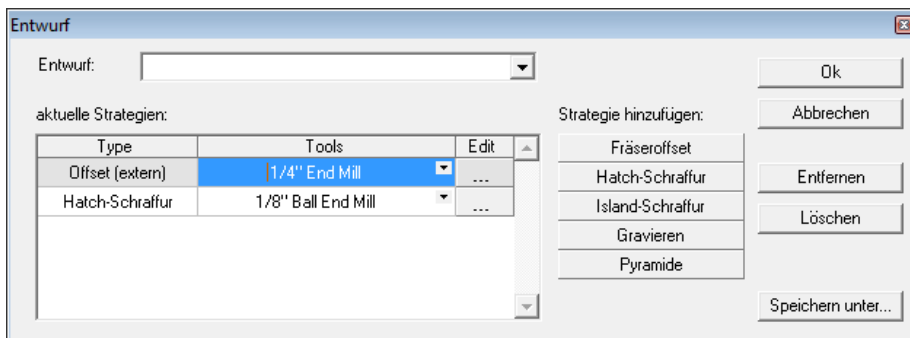 Entwurf
Entwurf:
Ok
aktuelle Strategien:
Strategie hinzufügen:
Abbrechen
Type Tools Edit
Offset (extern) 1/4" End Mill ...
Hatch-Schraffur 1/8" Ball End Mill ...
Fräseroffset
Hatch-Schraffur
Island-Schraffur
Gravieren
Pyramide
Entfernen
Löschen
Speichern unter...